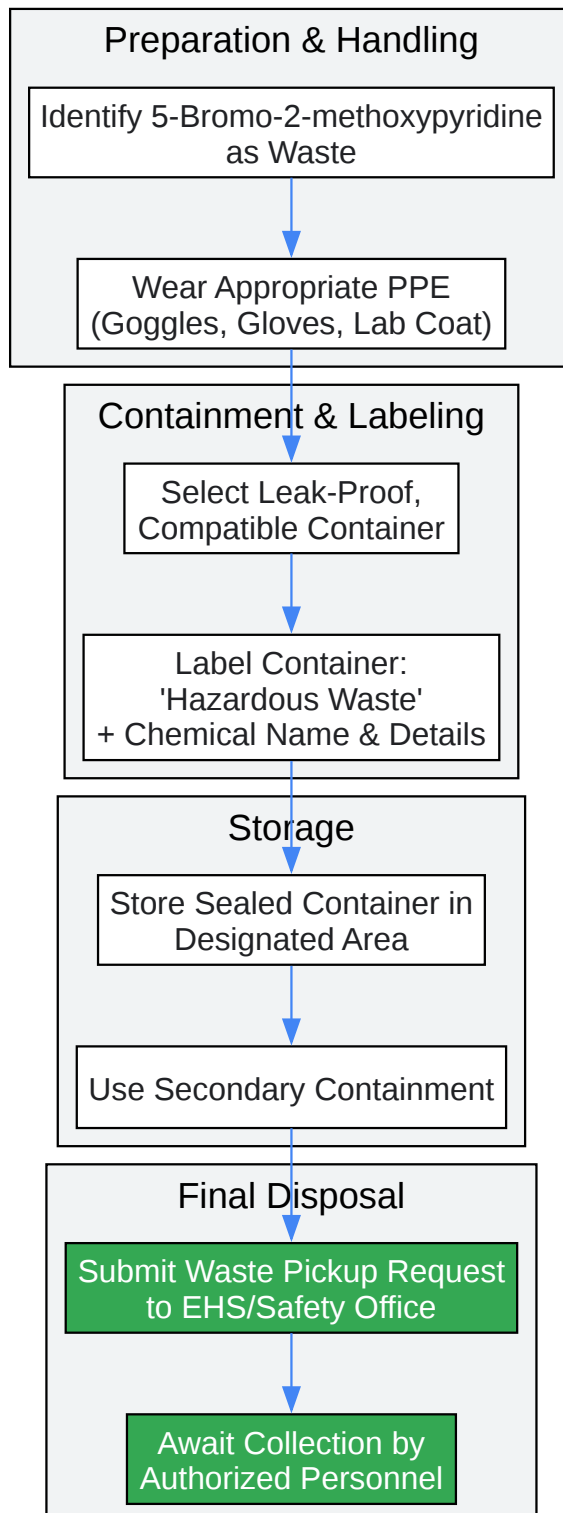 Preparation & Handling
Identify 5-Bromo-2-methoxypyridine
as Waste
Wear Appropriate PPE
(Goggles, Gloves, Lab Coat)
Containment & Labeling
Select Leak-Proof,
Compatible Container
Label Container:
'Hazardous Waste'
+ Chemical Name & Details
Storage
Store Sealed Container in
Designated Area
Use Secondary Containment
Final Disposal
Submit Waste Pickup Request
to EHS/Safety Office
Await Collection by
Authorized Personnel